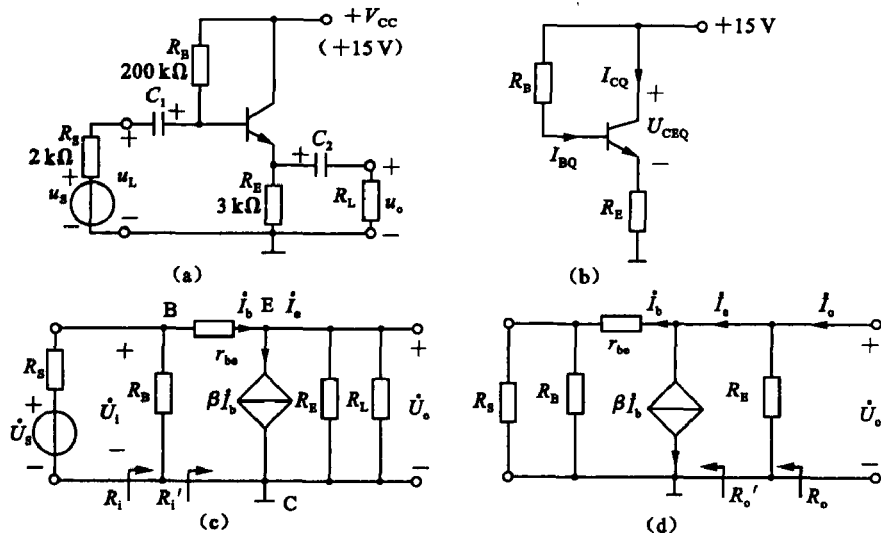 +V_CC
(+15 V)
R_B
200 kΩ
C_1
+
R_S
2 kΩ
+
u_S
−
+
u_L
−
+
C_2
R_E
3 kΩ
R_L
+
u_o
−
(a)
+15 V
R_B
I_CQ
+
U_CEQ
−
I_BQ
R_E
(b)
B
İ_b
E
İ_e
R_S
+
U̇_S
−
+
U̇_i
−
R_B
r_be
βİ_b
R_E
R_L
+
U̇_o
−
R_i
R_i′
C
(c)
İ_b
İ_e
İ_o
r_be
R_S
R_B
βİ_b
R_E
+
U̇_o
−
R_o′
R_o
(d)